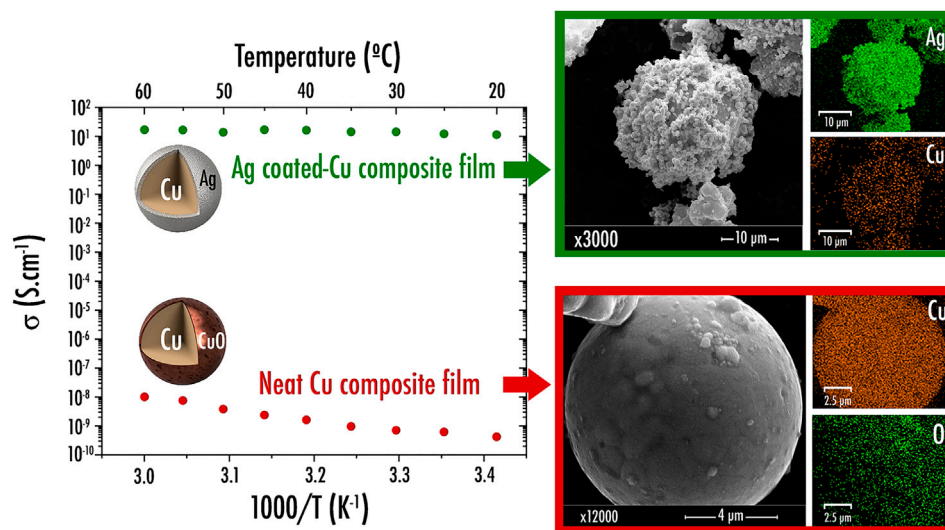 Temperature (ºC)
60 50 40 30 20
10²
10¹
10⁰
10⁻¹
10⁻²
10⁻³
10⁻⁴
10⁻⁵
10⁻⁶
10⁻⁷
10⁻⁸
10⁻⁹
10⁻¹⁰
σ (S.cm⁻¹)
Cu
Ag
Ag coated-Cu composite film
Cu
CuO
Neat Cu composite film
3.0 3.1 3.2 3.3 3.4
1000/T (K⁻¹)
x3000
10 µm
Ag
10 µm
Cu
10 µm
x12000
4 µm
Cu
2.5 µm
O
2.5 µm